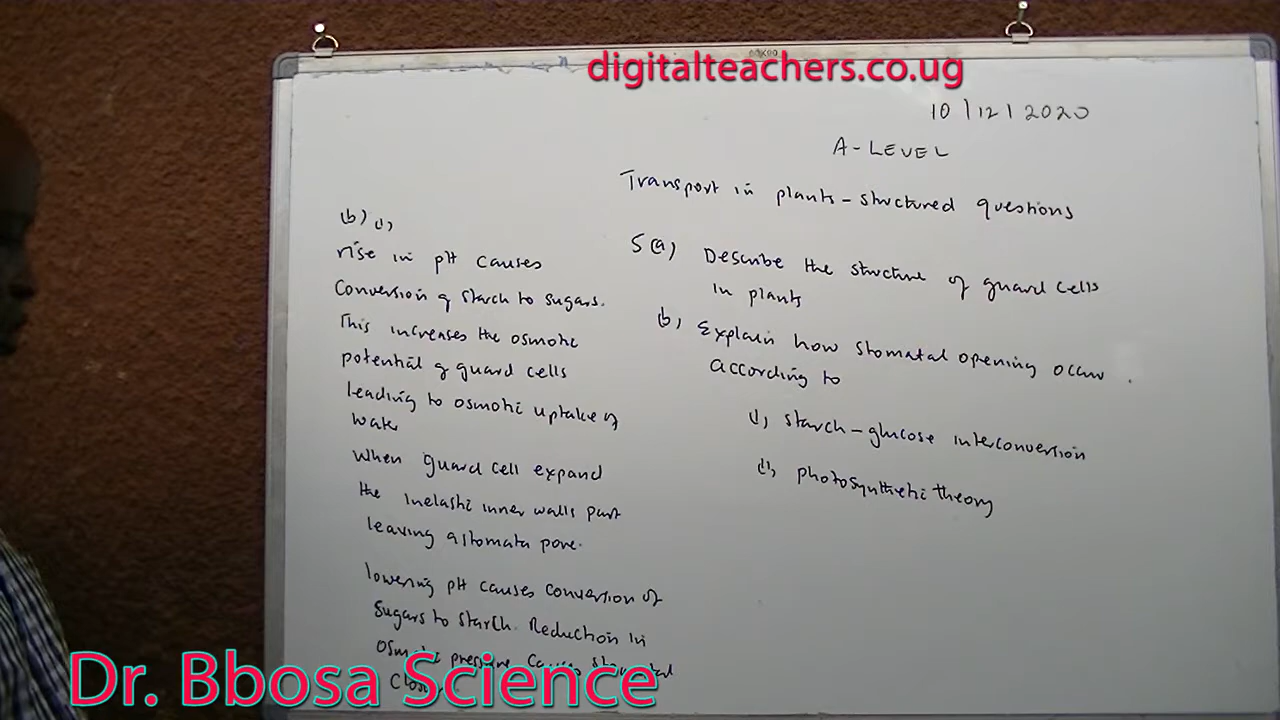 digitalteachers.co.ug
10/12/2020
A-LEVEL
Transport in plants-structured questions
b) i)
rise in pH causes
Conversion of starch to sugars.
This increases the osmotic
potential of guard cells
leading to osmotic uptake of
water
When guard cell expand
the inelastic inner walls part
leaving a stomata pore.
lowering pH causes conversion of
Sugars to starch. Reduction in
osmotic pressure causes stomatal
5(a) Describe the structure of guard cells
in plants
b, Explain how stomatal opening occur
according to
i, starch-glucose interconversion
ii, photosynthetic theory
Dr. Bbosa Science